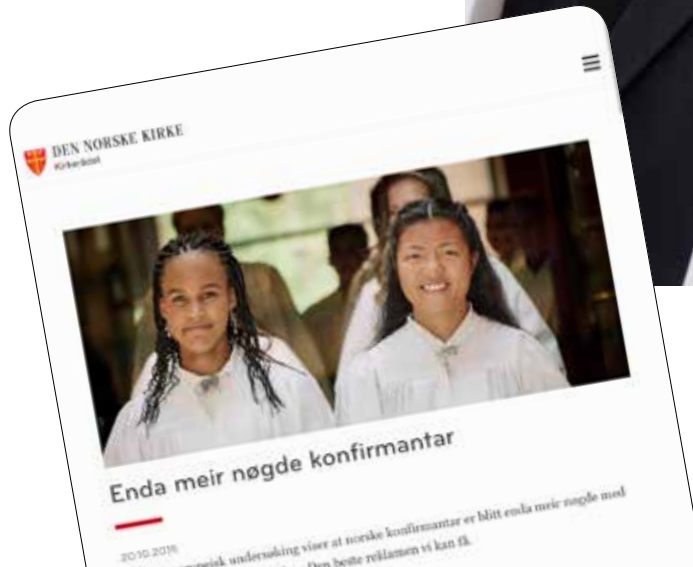 DEN NORSKE KIRKE
Kirkerådet
Enda meir nøgde konfirmantar
20.10.2016
undersøking viser at norske konfirmantar er blitt enda meir nøgde med
Den beste reklamen vi kan få.